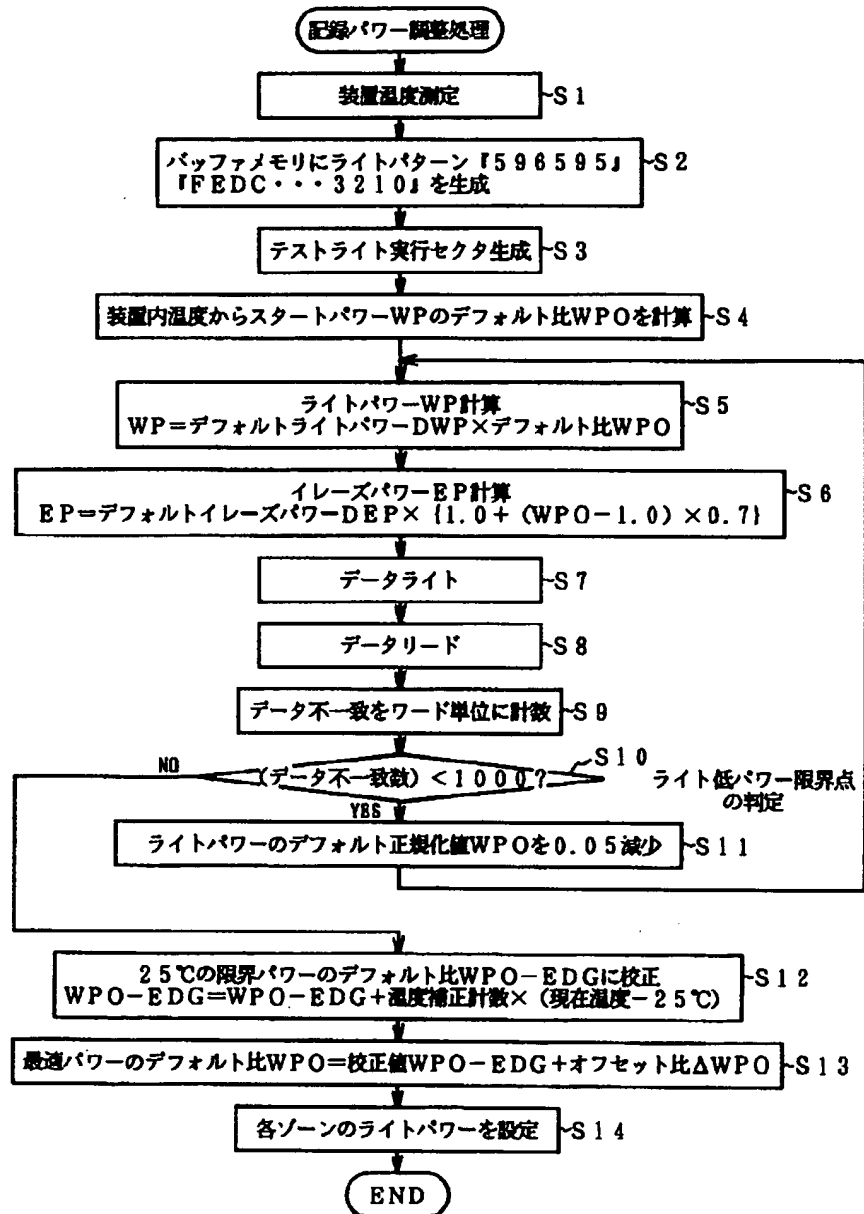 記録パワー調整処理
装置温度測定
S1
バッファメモリにライトパターン『596595』
『FEDC・・・3210』を生成
S2
テストライト実行セクタ生成
S3
装置内温度からスタートパワーWPのデフォルト比WPOを計算
S4
ライトパワーWP計算
WP=デフォルトライトパワーDWP×デフォルト比WPO
S5
イレーズパワーEP計算
EP=デフォルトイレーズパワーDEP×{1.0+(WPO-1.0)×0.7}
S6
データライト
S7
データリード
S8
データ不一致をワード単位に計数
S9
S10
NO
(データ不一致数)<1000?
ライト低パワー限界点
の判定
YES
ライトパワーのデフォルト正規化値WPOを0.05減少
S11
25℃の限界パワーのデフォルト比WPO-EDGに校正
WPO-EDG=WPO-EDG+温度補正計数×(現在温度-25℃)
S12
最適パワーのデフォルト比WPO=校正値WPO-EDG+オフセット比ΔWPO
S13
各ゾーンのライトパワーを設定
S14
END